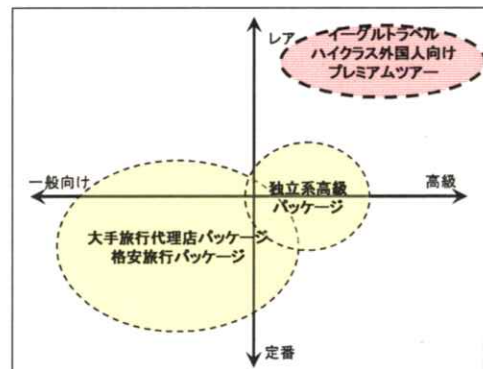 レア
イーグルトラベル
ハイクラス外国人向け
プレミアムツアー
一般向け
高級
独立系高級
パッケージ
大手旅行代理店パッケージ
格安旅行パッケージ
定番